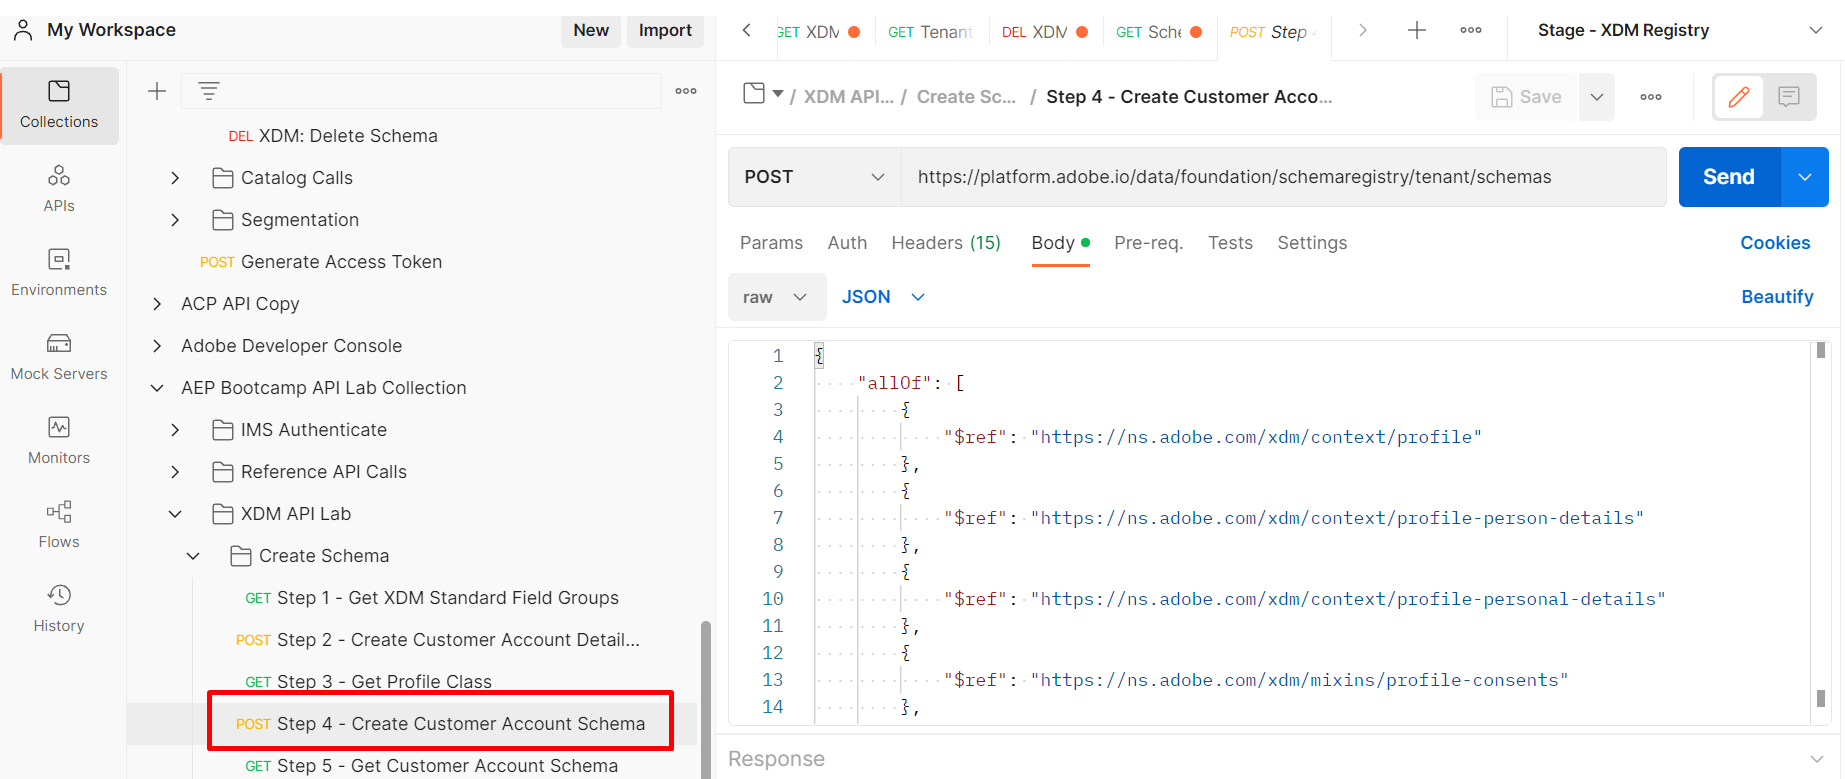 My Workspace
New
Import
Collections
APIs
Environments
Mock Servers
Monitors
Flows
History
DEL XDM: Delete Schema
Catalog Calls
Segmentation
POST Generate Access Token
ACP API Copy
Adobe Developer Console
AEP Bootcamp API Lab Collection
IMS Authenticate
Reference API Calls
XDM API Lab
Create Schema
GET Step 1 - Get XDM Standard Field Groups
POST Step 2 - Create Customer Account Detail...
GET Step 3 - Get Profile Class
POST Step 4 - Create Customer Account Schema
GET Step 5 - Get Customer Account Schema
GET XDM
GET Tenant
DEL XDM
GET Sche
POST Step
Stage - XDM Registry
/ XDM API... / Create Sc... / Step 4 - Create Customer Acco...
Save
POST
https://platform.adobe.io/data/foundation/schemaregistry/tenant/schemas
Send
Params Auth Headers (15) Body Pre-req. Tests Settings
Cookies
raw
JSON
Beautify
1 {
2 "allOf": [
3 {
4 "$ref": "https://ns.adobe.com/xdm/context/profile"
5 },
6 {
7 "$ref": "https://ns.adobe.com/xdm/context/profile-person-details"
8 },
9 {
10 "$ref": "https://ns.adobe.com/xdm/context/profile-personal-details"
11 },
12 {
13 "$ref": "https://ns.adobe.com/xdm/mixins/profile-consents"
14 },
Response